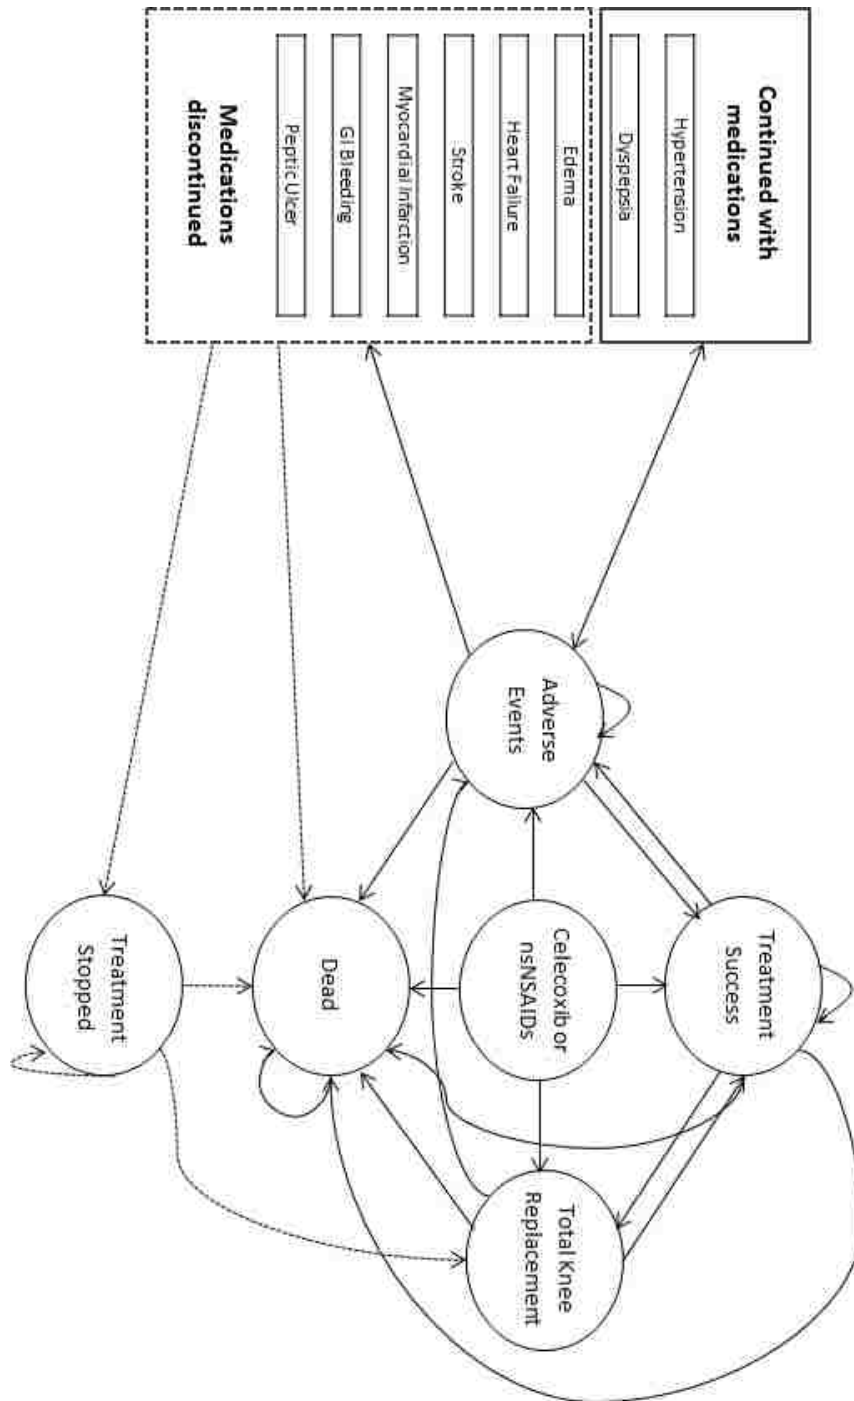 Continued with
medications
Hypertension
Dyspepsia
Edema
Heart Failure
Stroke
Myocardial Infarction
GI Bleeding
Peptic Ulcer
Medications
discontinued
Adverse
Events
Treatment
Success
Celecoxib or
nsNSAIDs
Dead
Treatment
Stopped
Total Knee
Replacement